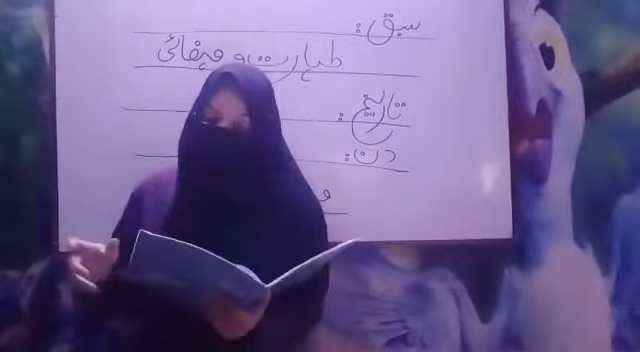 سبق:
طہارت و صفائی
تاریخ:
دن: